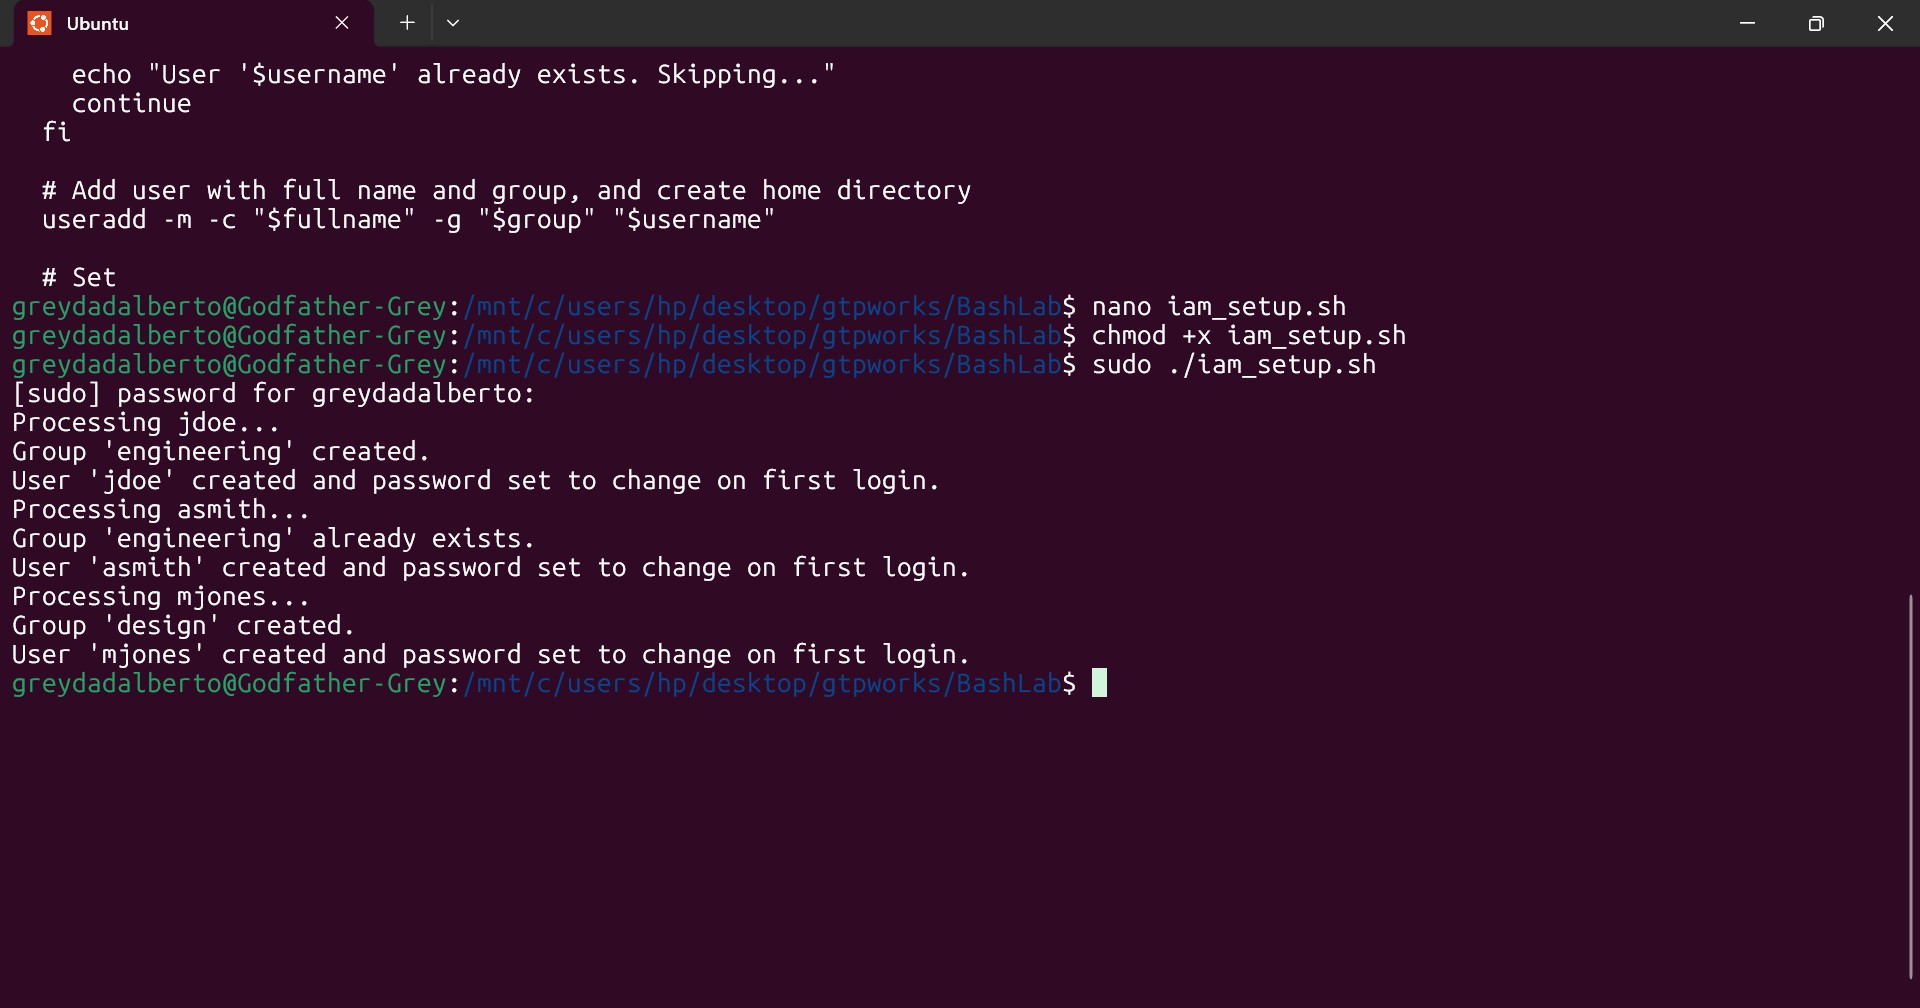 Ubuntu
    echo "User '$username' already exists. Skipping..."
    continue
  fi

  # Add user with full name and group, and create home directory
  useradd -m -c "$fullname" -g "$group" "$username"

  # Set
greydadalberto@Godfather-Grey:/mnt/c/users/hp/desktop/gtpworks/BashLab$ nano iam_setup.sh
greydadalberto@Godfather-Grey:/mnt/c/users/hp/desktop/gtpworks/BashLab$ chmod +x iam_setup.sh
greydadalberto@Godfather-Grey:/mnt/c/users/hp/desktop/gtpworks/BashLab$ sudo ./iam_setup.sh
[sudo] password for greydadalberto:
Processing jdoe...
Group 'engineering' created.
User 'jdoe' created and password set to change on first login.
Processing asmith...
Group 'engineering' already exists.
User 'asmith' created and password set to change on first login.
Processing mjones...
Group 'design' created.
User 'mjones' created and password set to change on first login.
greydadalberto@Godfather-Grey:/mnt/c/users/hp/desktop/gtpworks/BashLab$